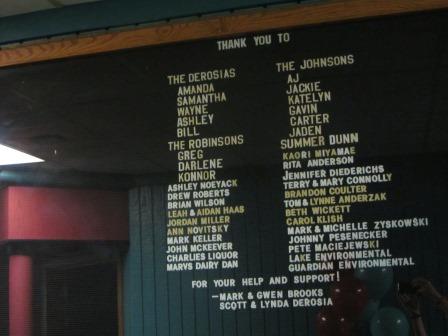 THANK YOU TO
THE DEROSIAS
AMANDA
SAMANTHA
WAYNE
ASHLEY
BILL
THE ROBINSONS
GREG
DARLENE
KONNOR
ASHLEY NOEYACK
DREW ROBERTS
BRIAN WILSON
LEAH & AIDAN HAAS
JORDAN MILLER
ANN NOVITSKY
MARK KELLER
JOHN MCKEEVER
CHARLIES LIQUOR
MARYS DAIRY DAN
THE JOHNSONS
AJ
JACKIE
KATELYN
GAVIN
CARTER
JADEN
SUMMER DUNN
KAORI MIYAMAE
RITA ANDERSON
JENNIFER DIEDERICHS
TERRY & MARY CONNOLLY
BRANDON COULTER
TOM & LYNNE ANDERZAK
BETH WICKETT
CAROL KLISH
MARK & MICHELLE ZYSKOWSKI
JOHNNY PESENECKER
PETE MACIEJEWSKI
LAKE ENVIRONMENTAL
GUARDIAN ENVIRONMENTAL
FOR YOUR HELP AND SUPPORT!
—MARK & GWEN BROOKS
SCOTT & LYNDA DEROSIA